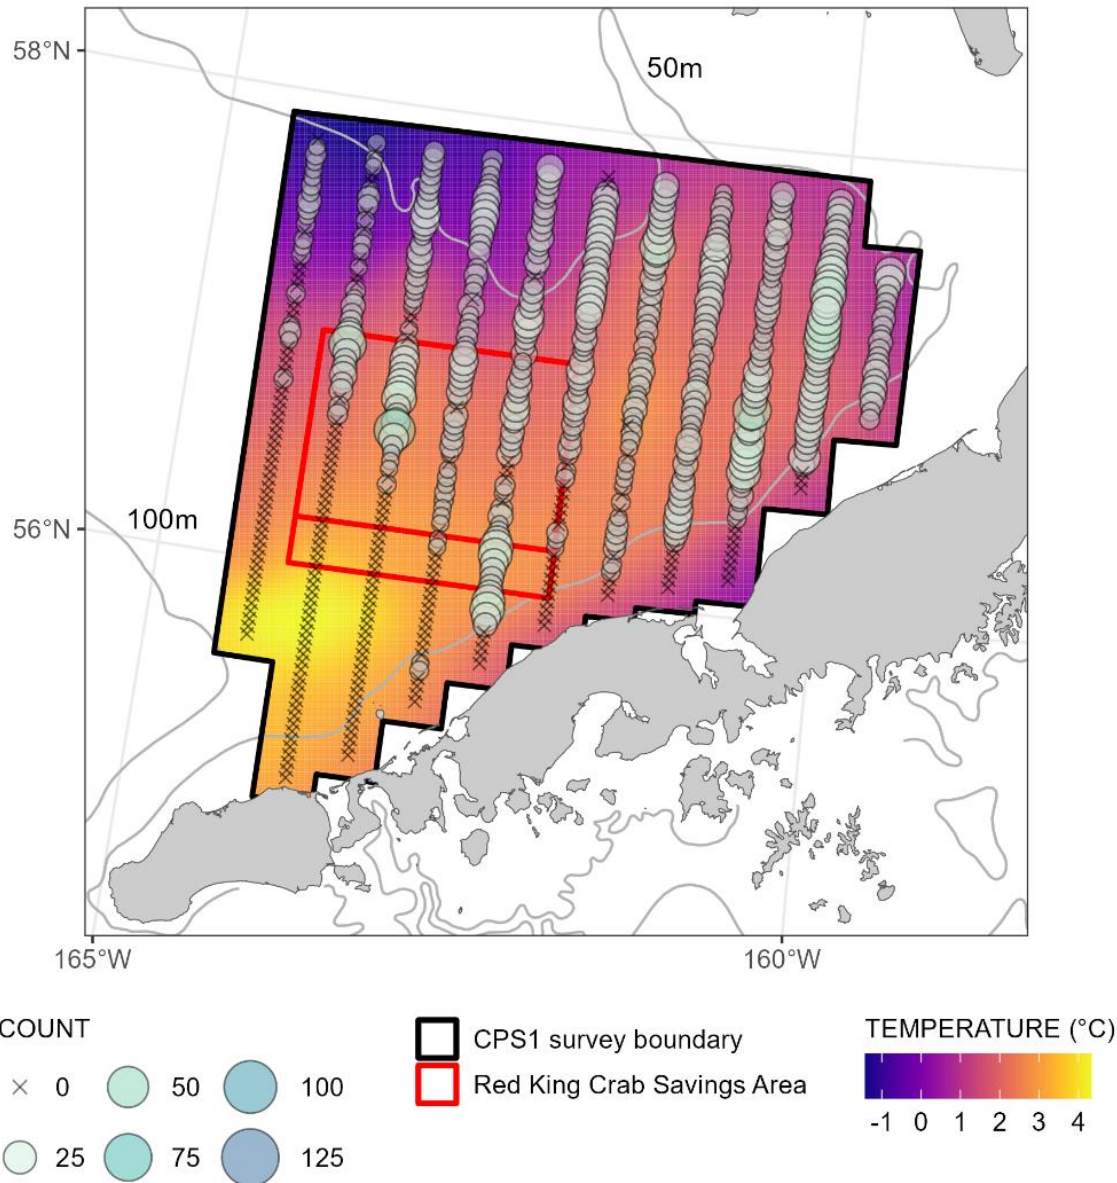 58°N
50m
56°N
100m
165°W
160°W
COUNT
0
50
100
25
75
125
CPS1 survey boundary
Red King Crab Savings Area
TEMPERATURE (°C)
-1 0 1 2 3 4